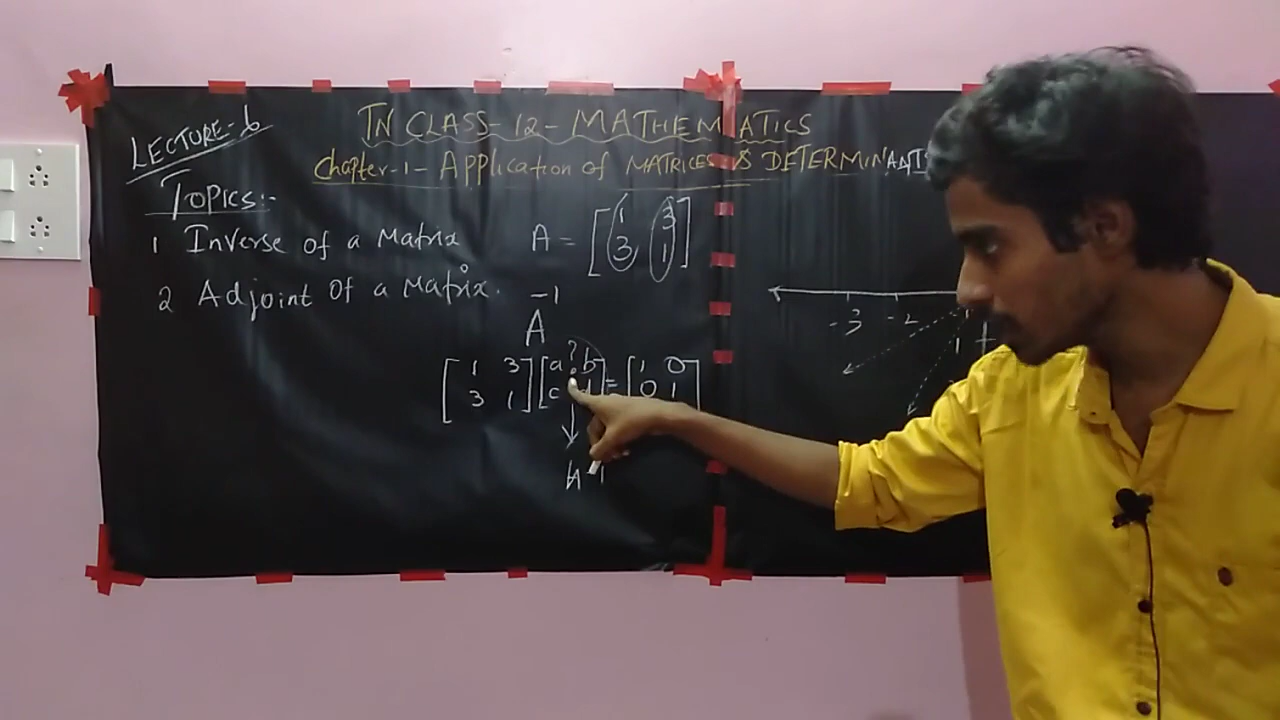 LECTURE-6
TN CLASS-12-MATHEMATICS
Chapter-1-Application of MATRICES & DETERMINANTS
Topics:-
1 Inverse of a Matrix
A = [1 3
3 1]
2 Adjoint of a Matrix.
-1
A
[1 3 [a ? b = [1 0
3 1] c d] 0 1]
A-1
-3 -2